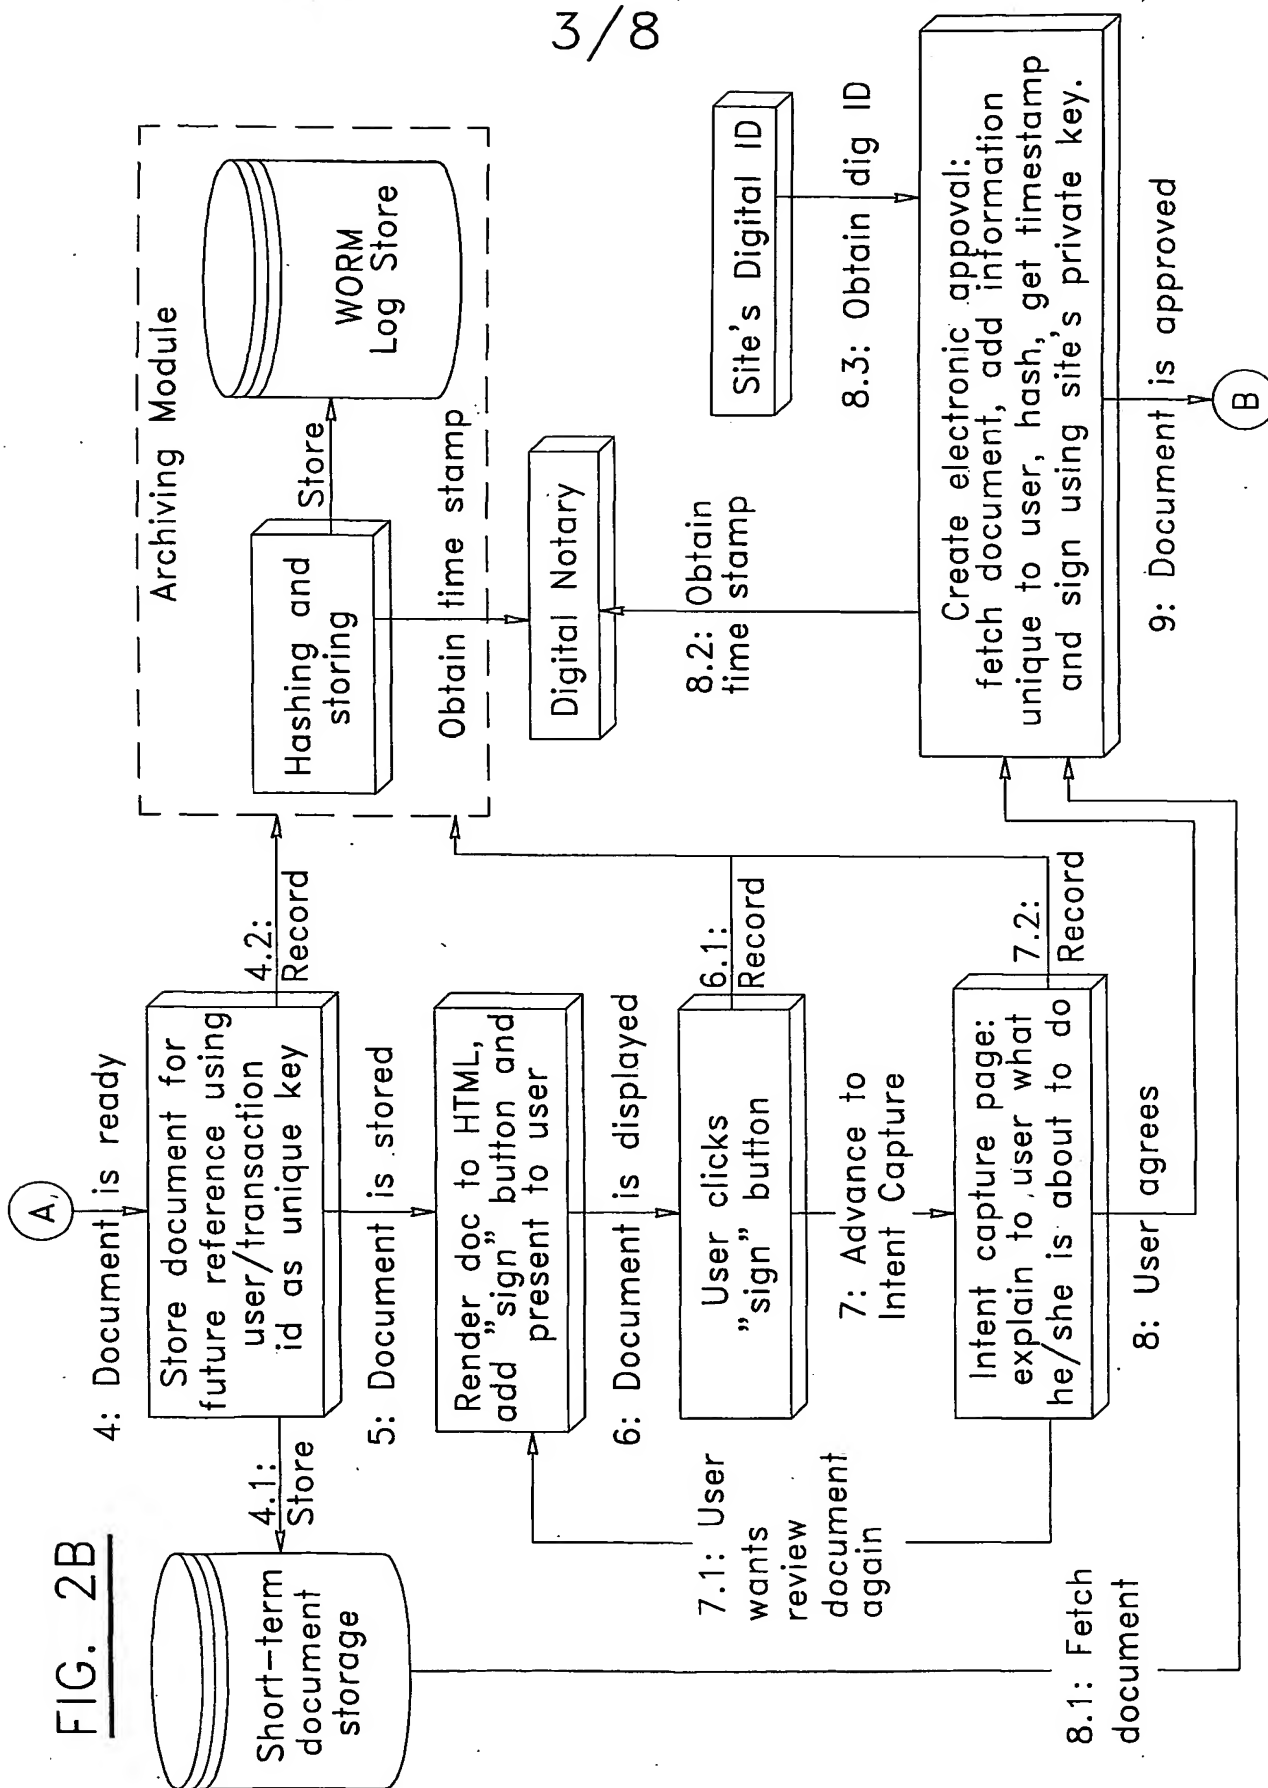 3/8
FIG. 2B
A
4: Document is ready
Store document for
future reference using
user/transaction
id as unique key
4.1:
Store
Short-term
document
storage
4.2:
Record
Archiving Module
Hashing and
storing
Store
WORM
Log Store
Obtain time stamp
Digital Notary
5: Document is stored
Render doc to HTML,
add "sign" button and
present to user
6: Document is displayed
User clicks
"sign" button
6.1:
Record
7: Advance to
Intent Capture
Intent capture page:
explain to user what
he/she is about to do
7.1: User
wants
review
document
again
7.2:
Record
8: User agrees
8.1: Fetch
document
8.2: Obtain
time stamp
Site's Digital ID
8.3: Obtain dig ID
Create electronic appoval:
fetch document, add information
unique to user, hash, get timestamp
and sign using site's private key.
9: Document is approved
B